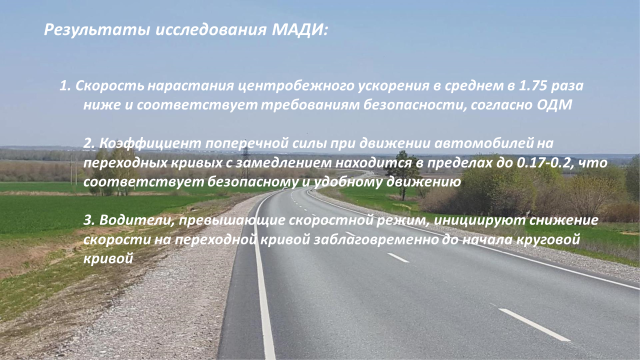 Результаты исследования МАДИ:
1. Скорость нарастания центробежного ускорения в среднем в 1.75 раза
ниже и соответствует требованиям безопасности, согласно ОДМ
2. Коэффициент поперечной силы при движении автомобилей на
переходных кривых с замедлением находится в пределах до 0.17-0.2, что
соответствует безопасному и удобному движению
3. Водители, превышающие скоростной режим, инициируют снижение
скорости на переходной кривой заблаговременно до начала круговой
кривой